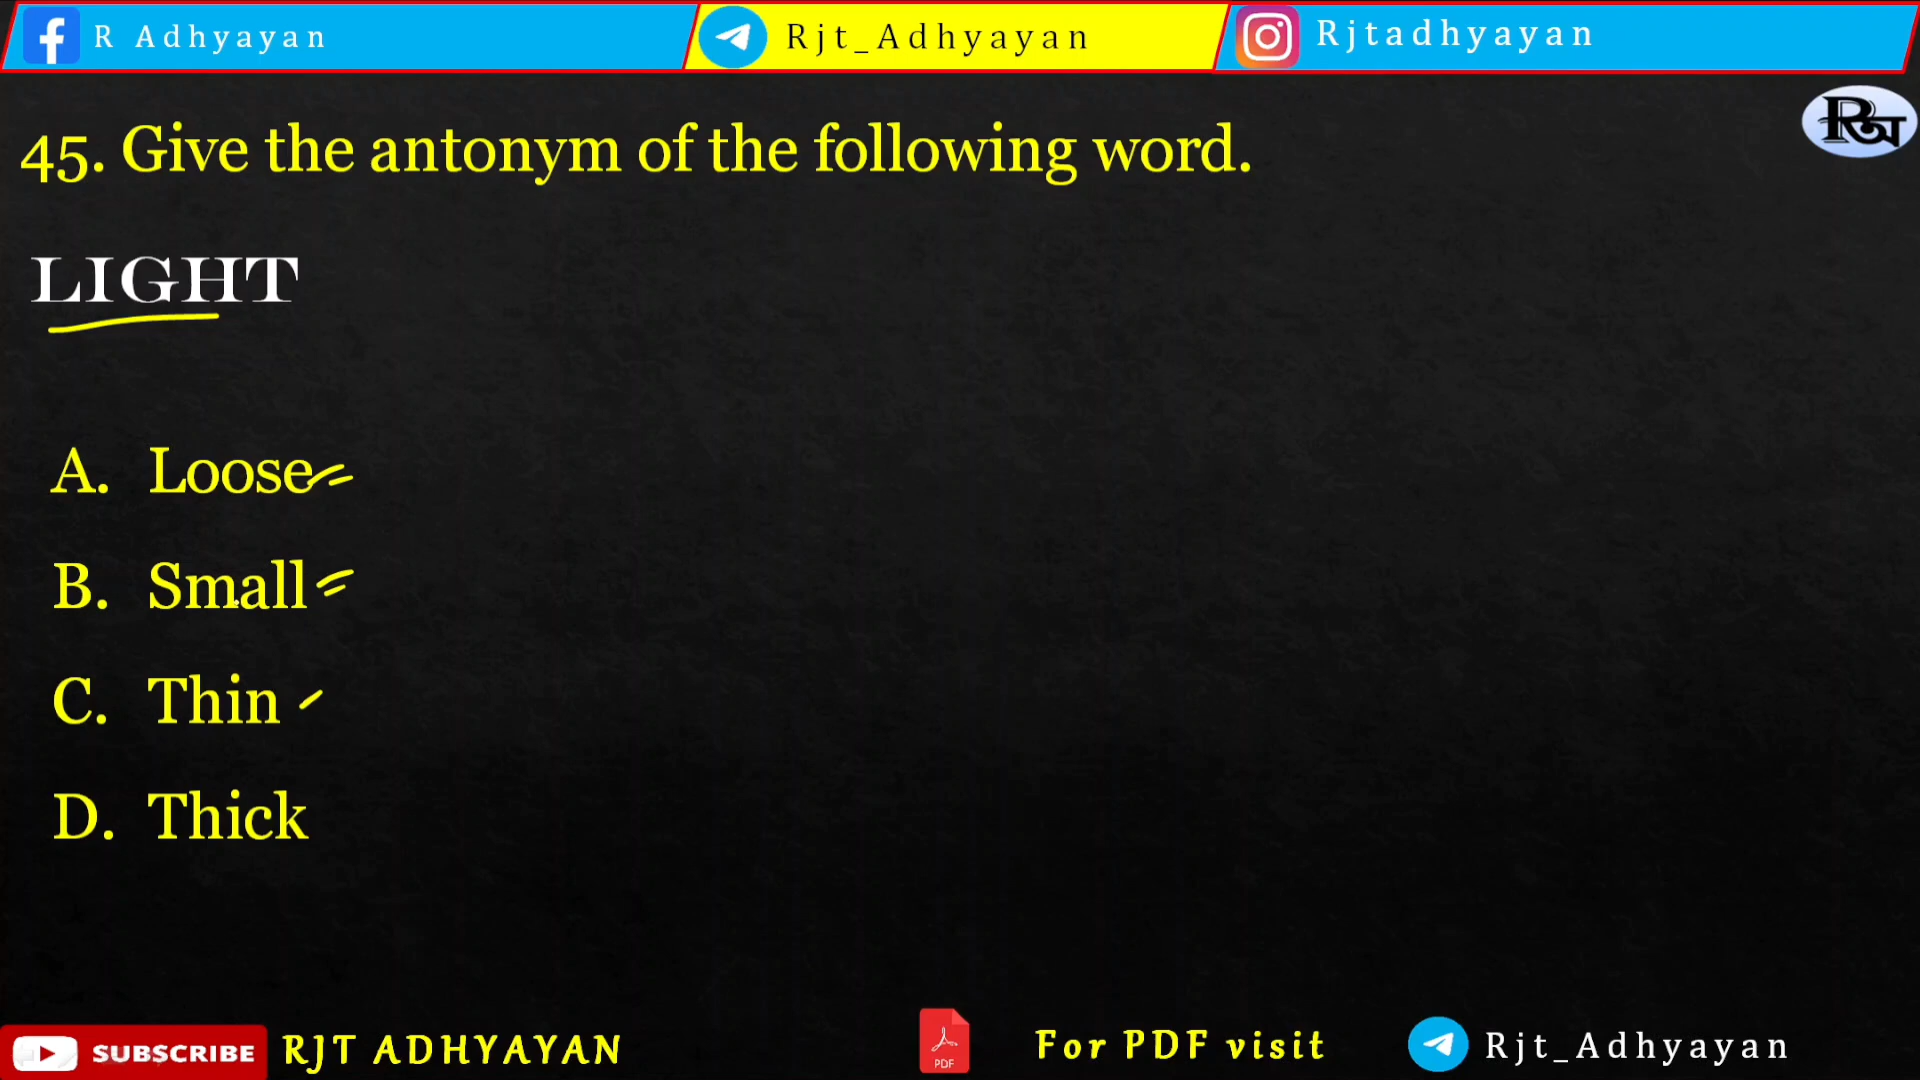 R Adhyayan
Rjt_Adhyayan
Rjtadhyayan
45. Give the antonym of the following word.
LIGHT
A. Loose
B. Small
C. Thin
D. Thick
SUBSCRIBE
RJT ADHYAYAN
PDF
For PDF visit
Rjt_Adhyayan